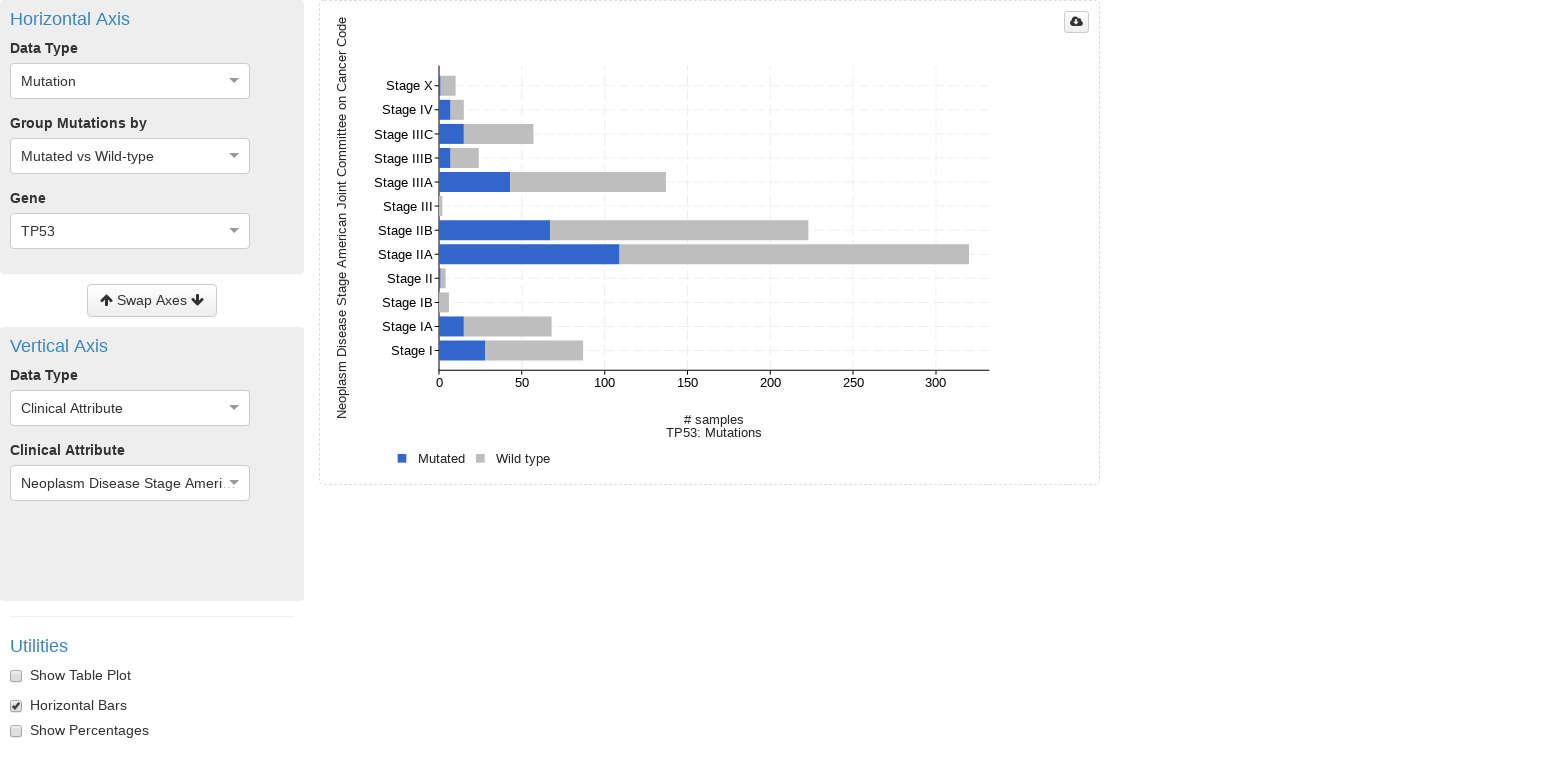 Horizontal Axis
Data Type
Mutation
Group Mutations by
Mutated vs Wild-type
Gene
TP53
Swap Axes
Vertical Axis
Data Type
Clinical Attribute
Clinical Attribute
Neoplasm Disease Stage Ameri...
Utilities
Show Table Plot
Horizontal Bars
Show Percentages
Neoplasm Disease Stage American Joint Committee on Cancer Code
Stage X
Stage IV
Stage IIIC
Stage IIIB
Stage IIIA
Stage III
Stage IIB
Stage IIA
Stage II
Stage IB
Stage IA
Stage I
0 50 100 150 200 250 300
# samples
TP53: Mutations
Mutated Wild type